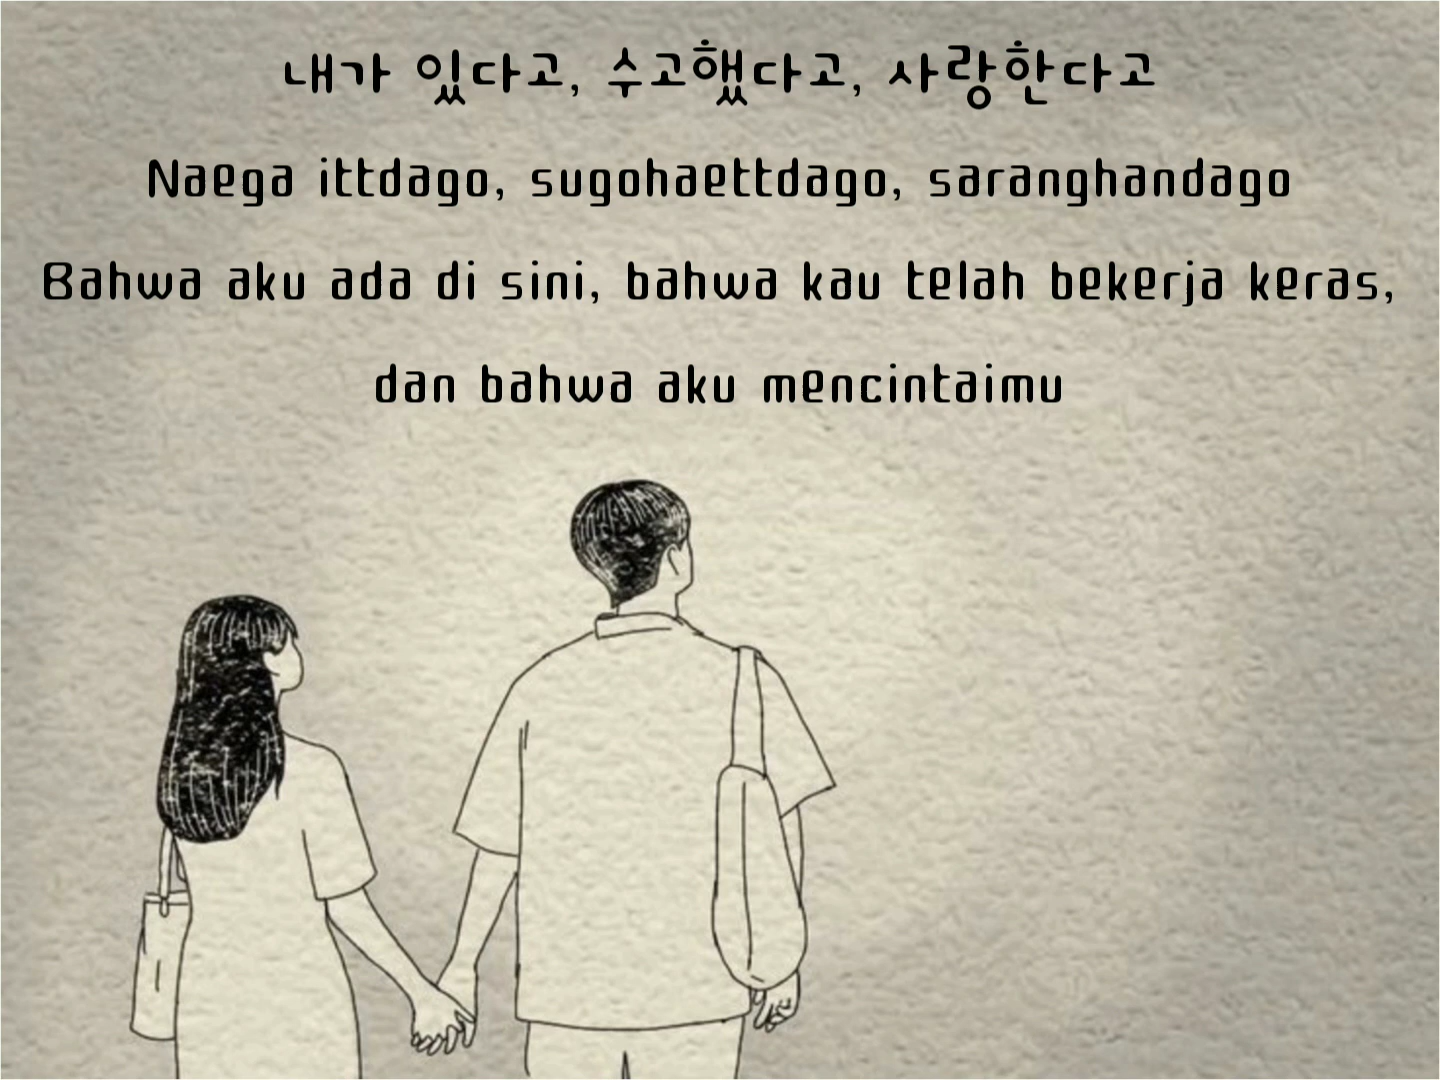 내가 있다고, 수고했다고, 사랑한다고
Naega ittdago, sugohaettdago, saranghandago
Bahwa aku ada di sini, bahwa kau telah bekerja keras,
dan bahwa aku mencintaimu